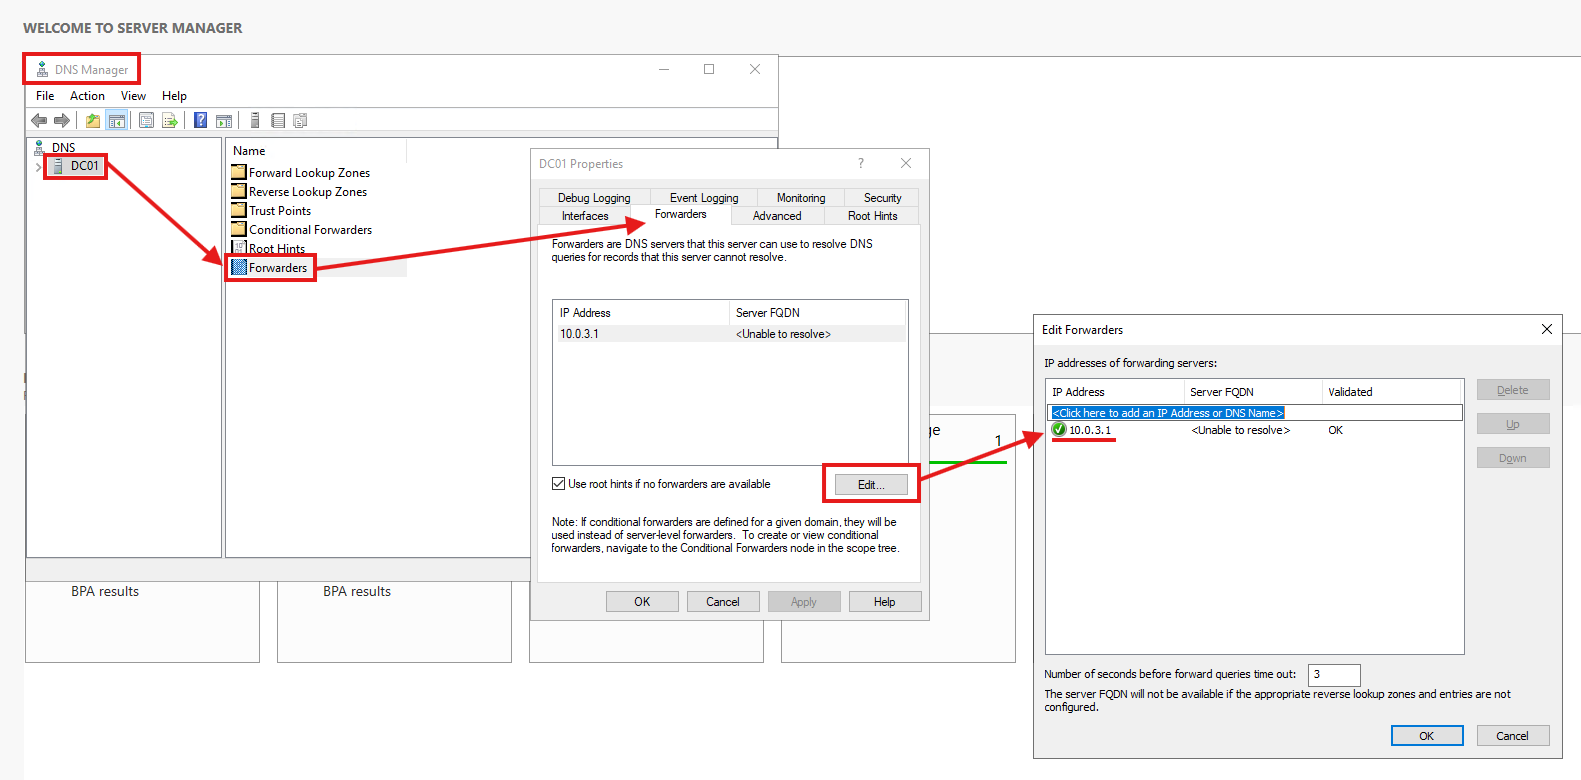 WELCOME TO SERVER MANAGER
DNS Manager
File Action View Help
DNS
DC01
Name
Forward Lookup Zones
Reverse Lookup Zones
Trust Points
Conditional Forwarders
Root Hints
Forwarders
DC01 Properties
Debug Logging Event Logging Monitoring Security
Interfaces Forwarders Advanced Root Hints
Forwarders are DNS servers that this server can use to resolve DNS
queries for records that this server cannot resolve.
IP Address Server FQDN
10.0.3.1 <Unable to resolve>
Use root hints if no forwarders are available
Edit...
Note: If conditional forwarders are defined for a given domain, they will be
used instead of server-level forwarders. To create or view conditional
forwarders, navigate to the Conditional Forwarders node in the scope tree.
OK Cancel Apply Help
1
BPA results
BPA results
Edit Forwarders
IP addresses of forwarding servers:
IP Address Server FQDN Validated
<Click here to add an IP Address or DNS Name>
10.0.3.1 <Unable to resolve> OK
Delete
Up
Down
Number of seconds before forward queries time out: 3
The server FQDN will not be available if the appropriate reverse lookup zones and entries are not
configured.
OK Cancel